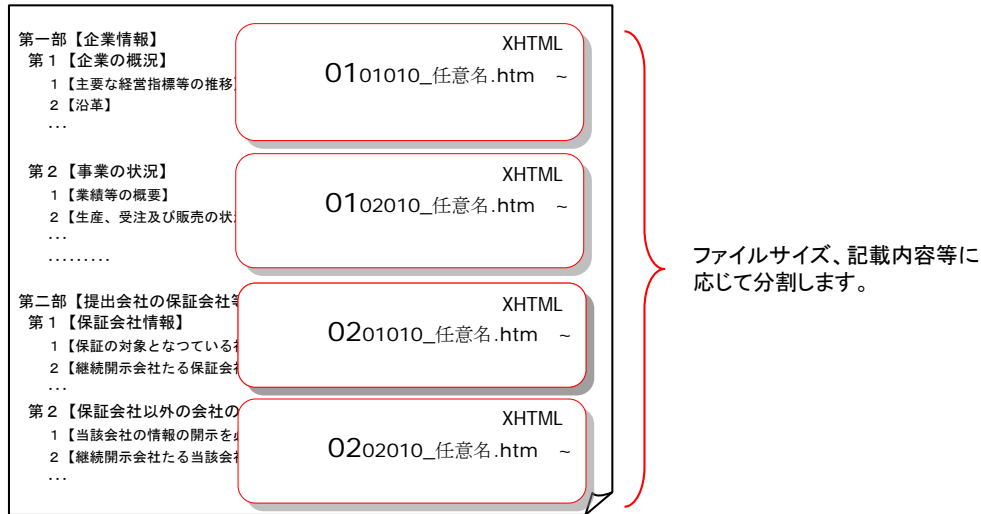 第一部【企業情報】
第1【企業の概況】
1【主要な経営指標等の推移】
2【沿革】
...
XHTML
0101010_任意名.htm ~
第2【事業の状況】
1【業績等の概要】
2【生産、受注及び販売の状
...
.........
XHTML
0102010_任意名.htm ~
第二部【提出会社の保証会社等
第1【保証会社情報】
1【保証の対象となつている
2【継続開示会社たる保証会
...
XHTML
0201010_任意名.htm ~
第2【保証会社以外の会社の
1【当該会社の情報の開示を
2【継続開示会社たる当該会
...
XHTML
0202010_任意名.htm ~
ファイルサイズ、記載内容等に
応じて分割します。